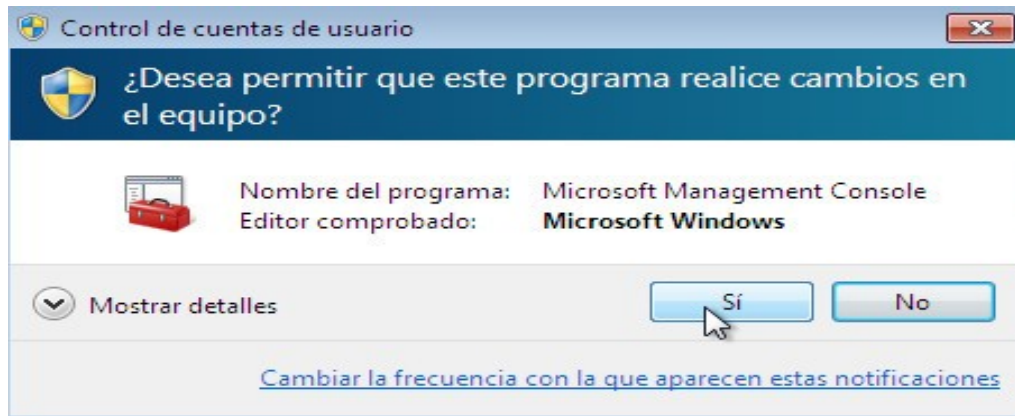 Control de cuentas de usuario
¿Desea permitir que este programa realice cambios en
el equipo?
Nombre del programa: Microsoft Management Console
Editor comprobado: Microsoft Windows
Mostrar detalles Sí No
Cambiar la frecuencia con la que aparecen estas notificaciones